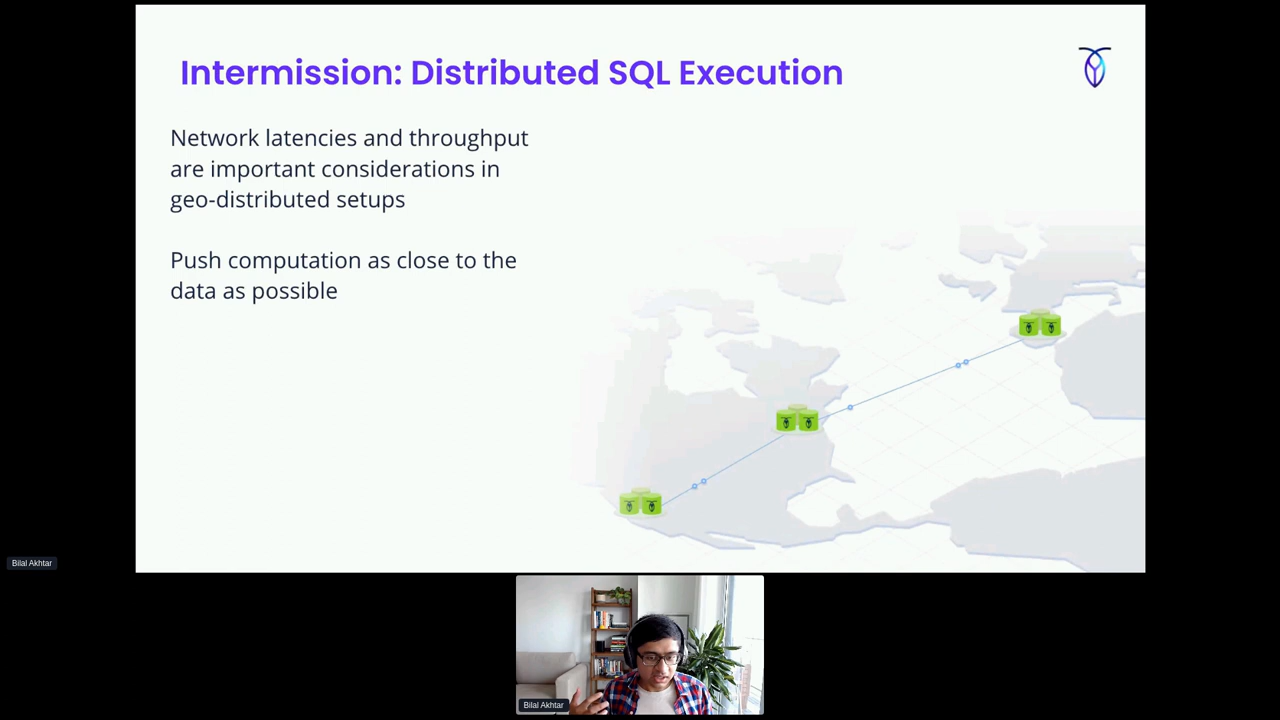 Intermission: Distributed SQL Execution
Network latencies and throughput
are important considerations in
geo-distributed setups
Push computation as close to the
data as possible
Bilal Akhtar
Bilal Akhtar